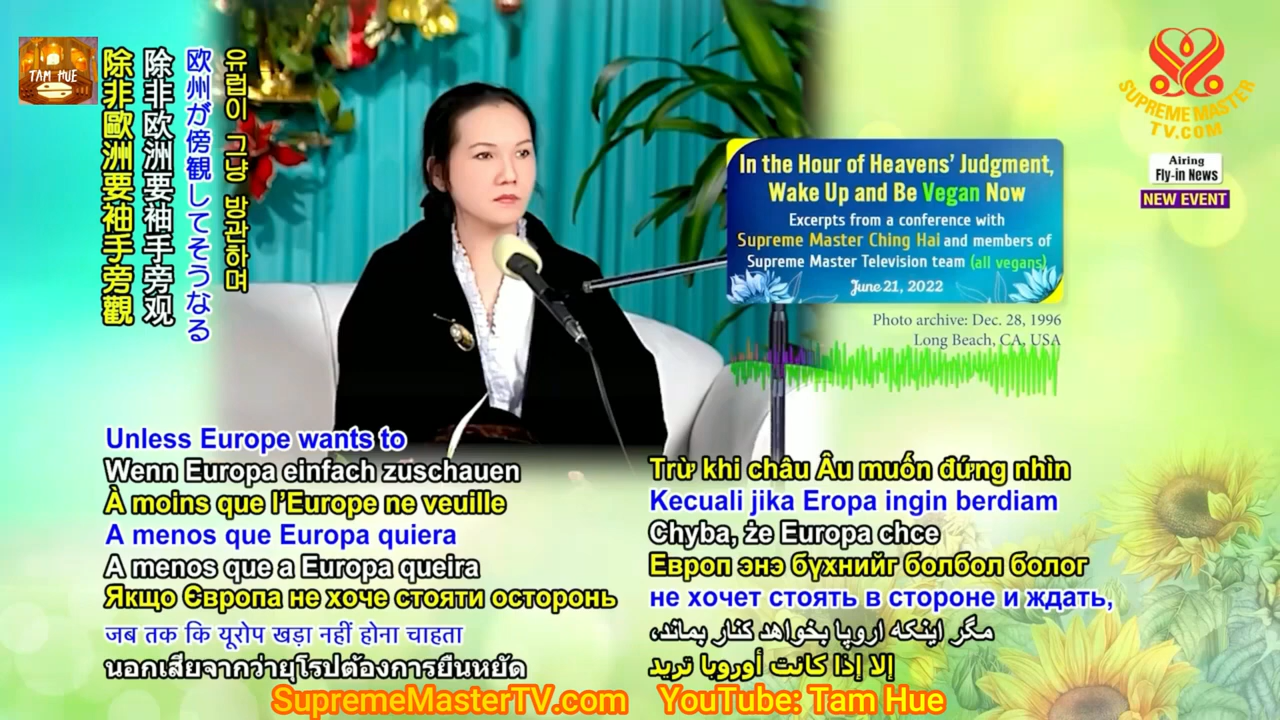 TAM HUE
除非歐洲要袖手旁觀
除非欧洲要袖手旁观
欧州が傍観してそうなる
유럽이 그냥 방관하며
SUPREME MASTER
TV.COM
Airing
Fly-in News
NEW EVENT
In the Hour of Heavens' Judgment,
Wake Up and Be Vegan Now
Excerpts from a conference with
Supreme Master Ching Hai and members of
Supreme Master Television team (all vegans)
June 21, 2022
Photo archive: Dec. 28, 1996
Long Beach, CA, USA
Unless Europe wants to
Wenn Europa einfach zuschauen
À moins que l'Europe ne veuille
A menos que Europa quiera
A menos que a Europa queira
Якщо Європа не хоче стояти осторонь
जब तक कि यूरोप खड़ा नहीं होना चाहता
นอกเสียจากว่ายุโรปต้องการยืนหยัด
Trừ khi châu Âu muốn đứng nhìn
Kecuali jika Eropa ingin berdiam
Chyba, że Europa chce
Европ энэ бүхнийг болбол болог
не хочет стоять в стороне и ждать,
مگر اینکه اروپا بخواهد کنار بماند،
إلا إذا كانت أوروبا تريد
SupremeMasterTV.com YouTube: Tam Hue